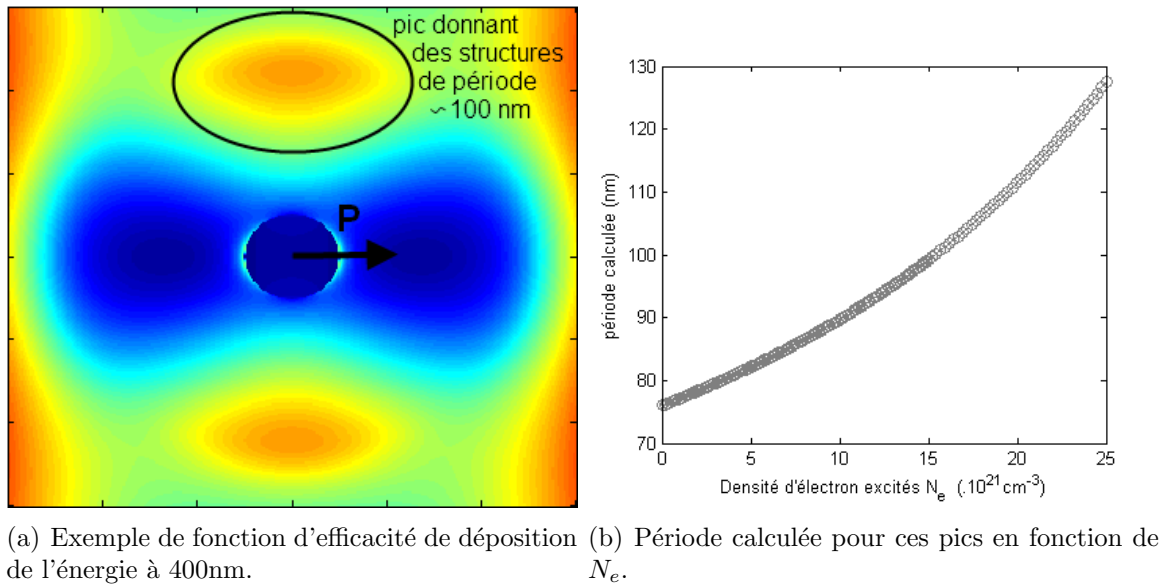 pic donnant
des structures
de période
~100 nm
P
130
120
110
100
90
80
70
période calculée (nm)
0 5 10 15 20 25
Densité d'électron excités N_e (.10^21 cm^-3)
(a) Exemple de fonction d'efficacité de déposition
de l'énergie à 400nm.
(b) Période calculée pour ces pics en fonction de
N_e.